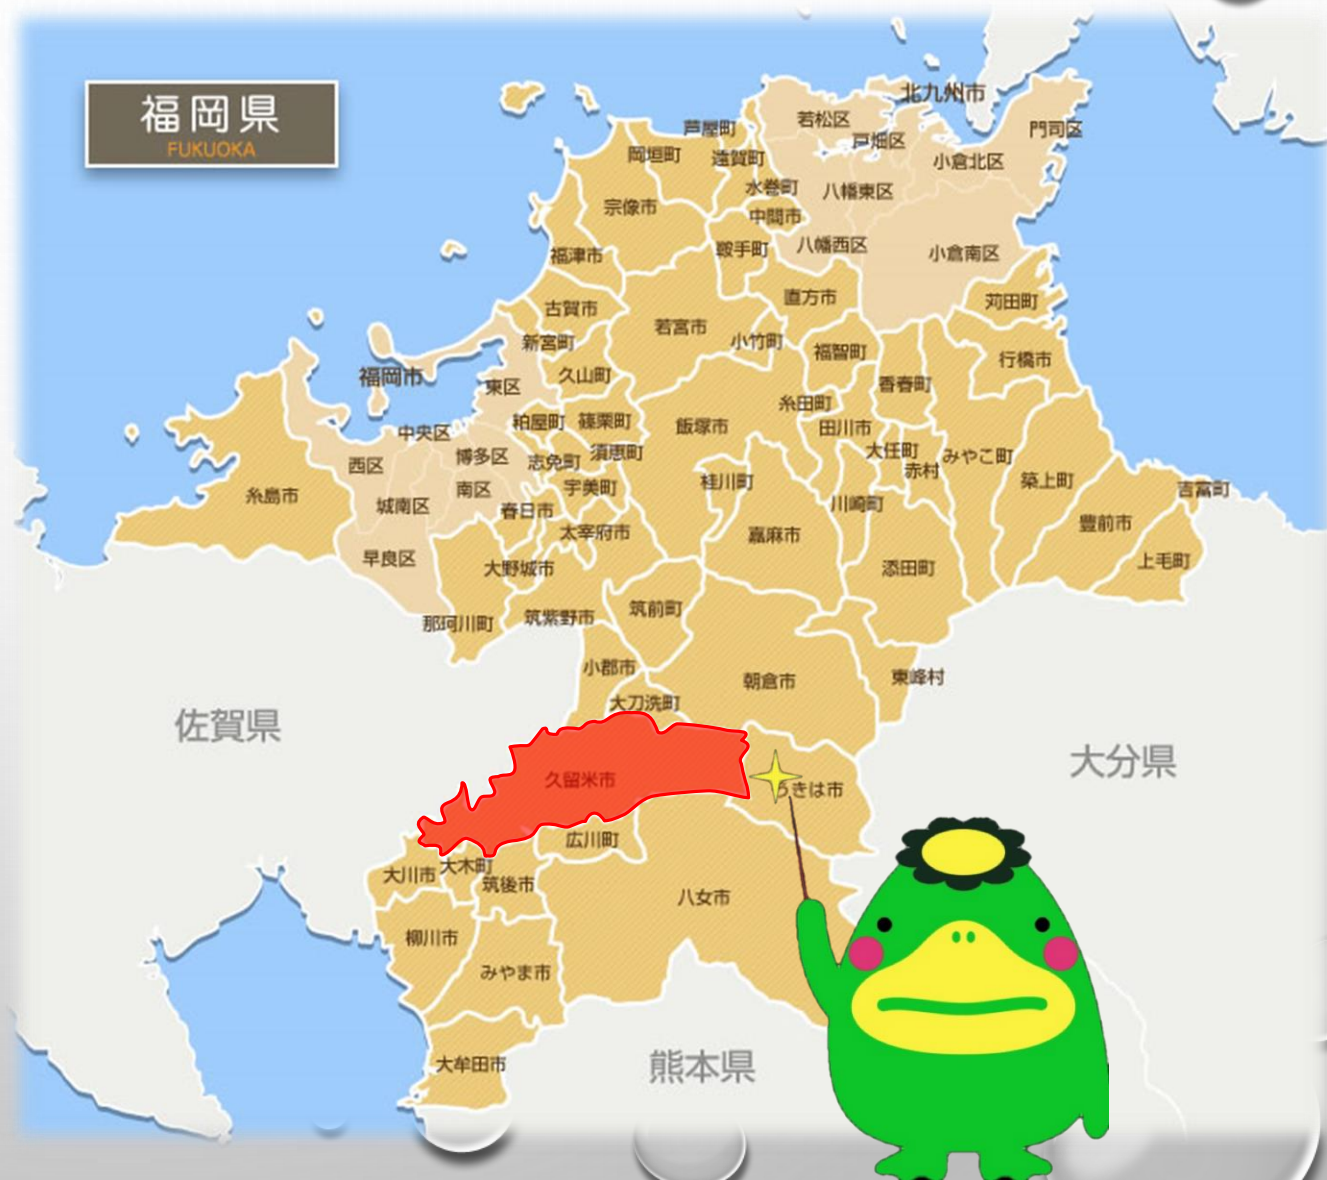 福岡県
FUKUOKA
北九州市
若松区
芦屋町
門司区
戸畑区
岡垣町
遠賀町
小倉北区
水巻町
八幡東区
宗像市
中間市
鞍手町
八幡西区
小倉南区
福津市
直方市
苅田町
古賀市
若宮市
小竹町
新宮町
福智町
行橋市
久山町
福岡市
東区
香春町
糸田町
粕屋町
篠栗町
飯塚市
田川市
中央区
大任町
須恵町
博多区
志免町
みやこ町
西区
赤村
桂川町
築上町
宇美町
南区
吉富町
糸島市
城南区
川崎町
春日市
豊前市
太宰府市
嘉麻市
早良区
上毛町
大野城市
添田町
筑前町
筑紫野市
那珂川町
小郡市
東峰村
朝倉市
大刀洗町
佐賀県
大分県
久留米市
うきは市
広川町
大木町
大川市
筑後市
八女市
柳川市
みやま市
大牟田市
熊本県